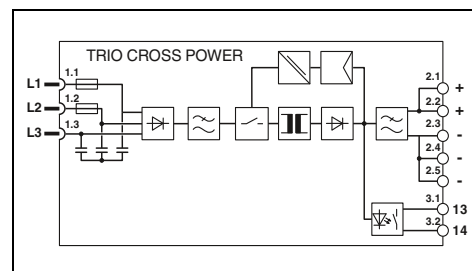 TRIO CROSS POWER
L1 1.1
L2 1.2
L3 1.3
2.1 +
2.2 +
2.3 -
2.4 -
2.5 -
3.1 13
3.2 14